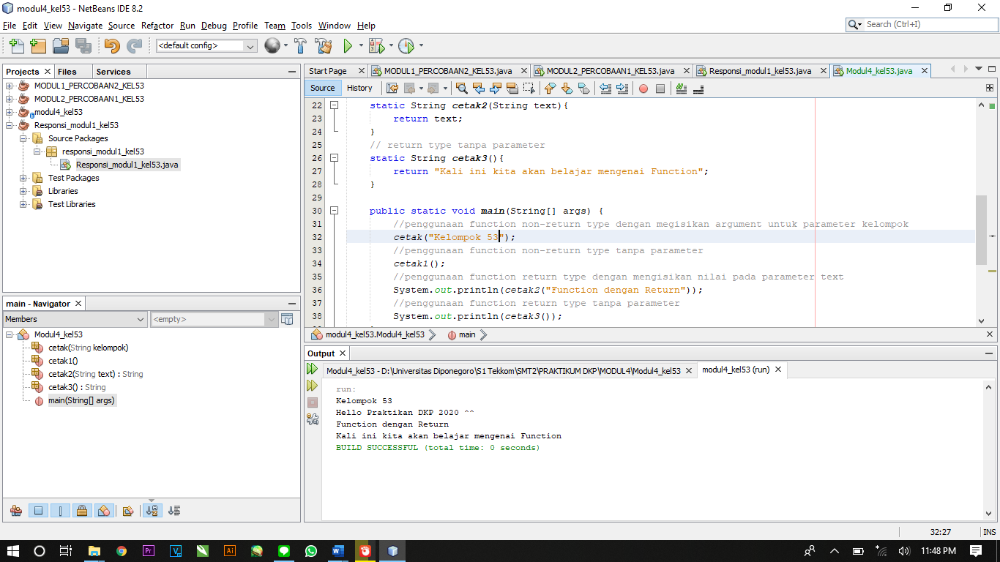 modul4_kel53 - NetBeans IDE 8.2
File Edit View Navigate Source Refactor Run Debug Profile Team Tools Window Help
Search (Ctrl+I)
<default config>
Projects Files Services
MODUL1_PERCOBAAN2_KEL53
MODUL2_PERCOBAAN1_KEL53
modul4_kel53
Responsi_modul1_kel53
Source Packages
responsi_modul1_kel53
Responsi_modul1_kel53.java
Test Packages
Libraries
Test Libraries
main - Navigator
Members <empty>
Modul4_kel53
cetak(String kelompok)
cetak1()
cetak2(String text) : String
cetak3() : String
main(String[] args)
Start Page MODUL1_PERCOBAAN2_KEL53.java MODUL2_PERCOBAAN1_KEL53.java Responsi_modul1_kel53.java Modul4_kel53.java
Source History
22 static String cetak2(String text){
23 return text;
24 }
25 // return type tanpa parameter
26 static String cetak3(){
27 return "Kali ini kita akan belajar mengenai Function";
28 }
29
30 public static void main(String[] args) {
31 //penggunaan function non-return type dengan megisikan argument untuk parameter kelompok
32 cetak("Kelompok 53");
33 //penggunaan function non-return type tanpa parameter
34 cetak1();
35 //penggunaan function return type dengan mengisikan nilai pada parameter text
36 System.out.println(cetak2("Function dengan Return"));
37 //penggunaan function return type tanpa parameter
38 System.out.println(cetak3());
modul4_kel53.Modul4_kel53 main
Output
Modul4_kel53 - D:\Universitas Diponegoro\S1 Tekkom\SMT2\PRAKTIKUM DKP\MODUL4\Modul4_kel53 modul4_kel53 (run)
run:
Kelompok 53
Hello Praktikan DKP 2020 ^^
Function dengan Return
Kali ini kita akan belajar mengenai Function
BUILD SUCCESSFUL (total time: 0 seconds)
32:27 INS
11:48 PM